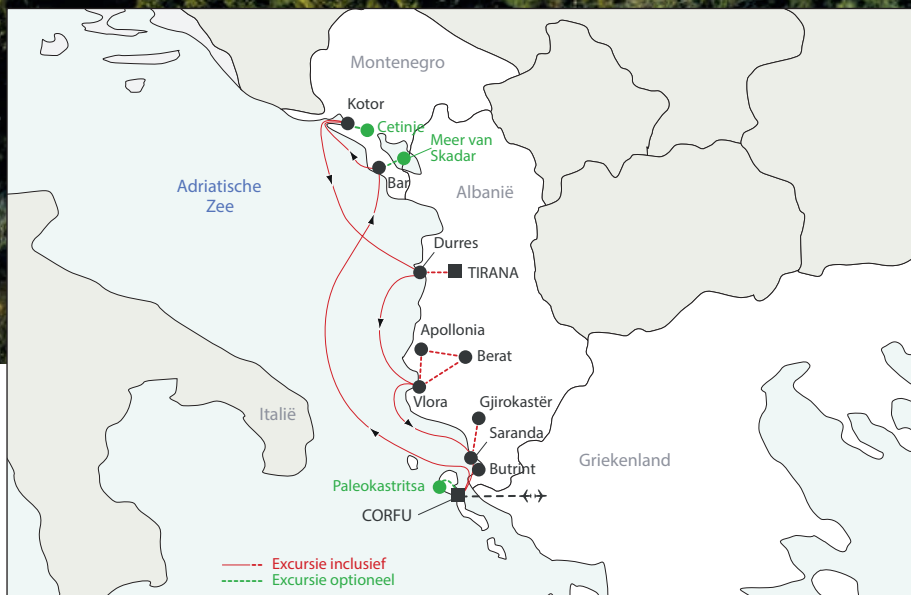 Montenegro
Kotor
Cetinje
Meer van
Skadar
Adriatische
Zee
Bar
Albanië
Durres
TIRANA
Apollonia
Berat
Vlora
Gjirokastër
Italië
Saranda
Butrint
Griekenland
Paleokastritsa
CORFU
Excursie inclusief
Excursie optioneel